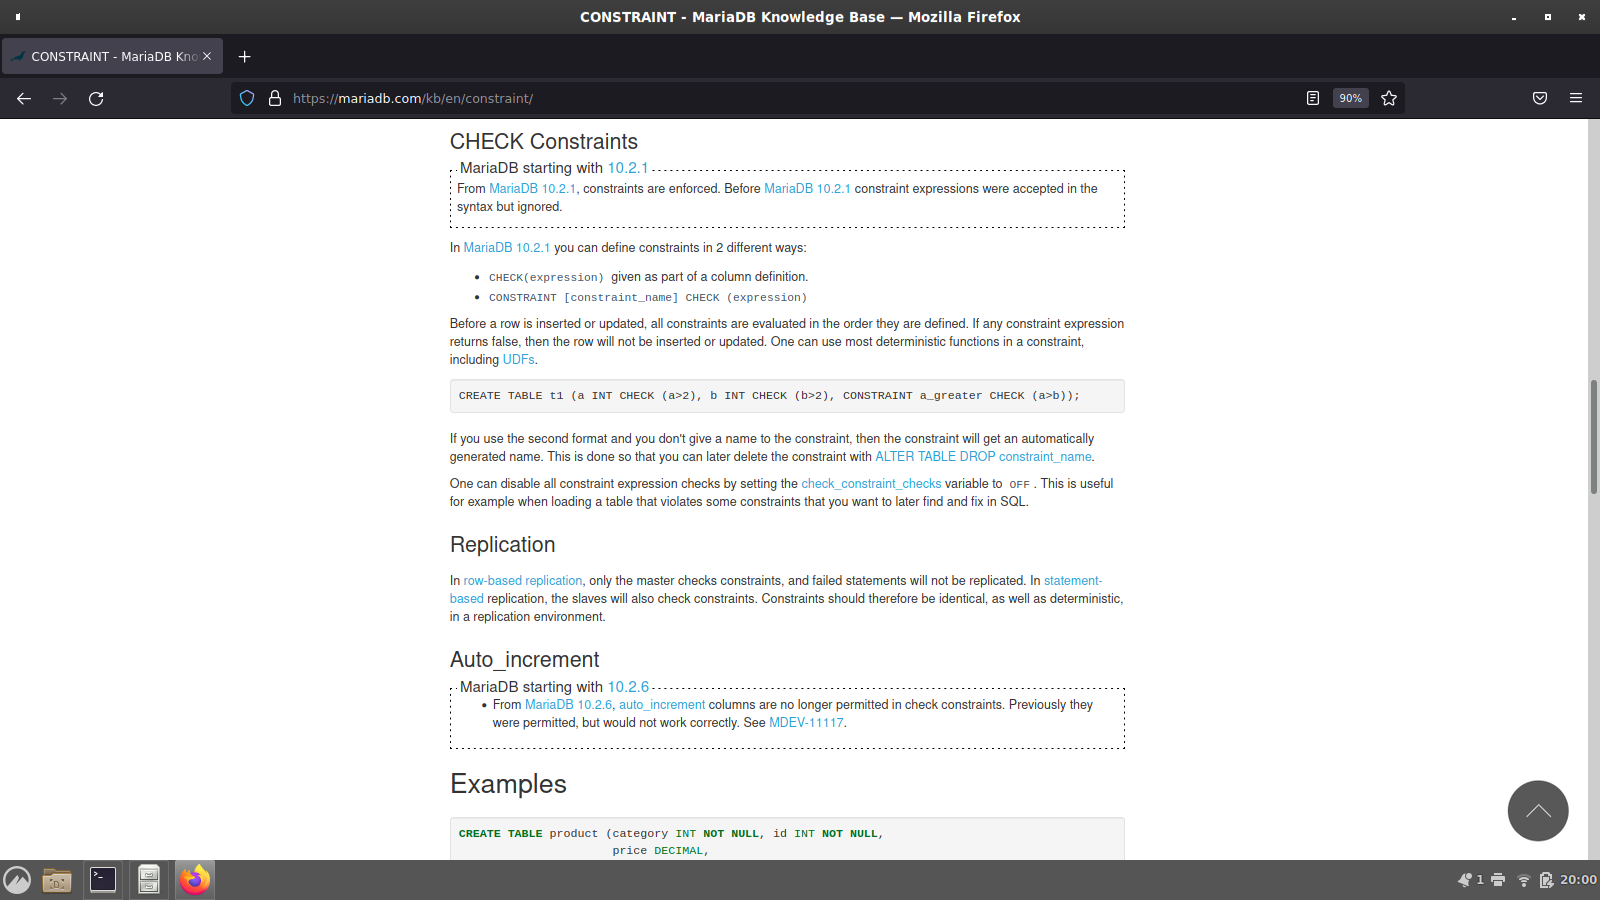 CONSTRAINT - MariaDB Knowledge Base — Mozilla Firefox
CONSTRAINT - MariaDB Kno
https://mariadb.com/kb/en/constraint/
90%
CHECK Constraints
MariaDB starting with 10.2.1
From MariaDB 10.2.1, constraints are enforced. Before MariaDB 10.2.1 constraint expressions were accepted in the
syntax but ignored.
In MariaDB 10.2.1 you can define constraints in 2 different ways:
• CHECK(expression) given as part of a column definition.
• CONSTRAINT [constraint_name] CHECK (expression)
Before a row is inserted or updated, all constraints are evaluated in the order they are defined. If any constraint expression
returns false, then the row will not be inserted or updated. One can use most deterministic functions in a constraint,
including UDFs.
CREATE TABLE t1 (a INT CHECK (a>2), b INT CHECK (b>2), CONSTRAINT a_greater CHECK (a>b));
If you use the second format and you don't give a name to the constraint, then the constraint will get an automatically
generated name. This is done so that you can later delete the constraint with ALTER TABLE DROP constraint_name.
One can disable all constraint expression checks by setting the check_constraint_checks variable to OFF. This is useful
for example when loading a table that violates some constraints that you want to later find and fix in SQL.
Replication
In row-based replication, only the master checks constraints, and failed statements will not be replicated. In statement-
based replication, the slaves will also check constraints. Constraints should therefore be identical, as well as deterministic,
in a replication environment.
Auto_increment
MariaDB starting with 10.2.6
• From MariaDB 10.2.6, auto_increment columns are no longer permitted in check constraints. Previously they
were permitted, but would not work correctly. See MDEV-11117.
Examples
CREATE TABLE product (category INT NOT NULL, id INT NOT NULL,
price DECIMAL,
1
20:00